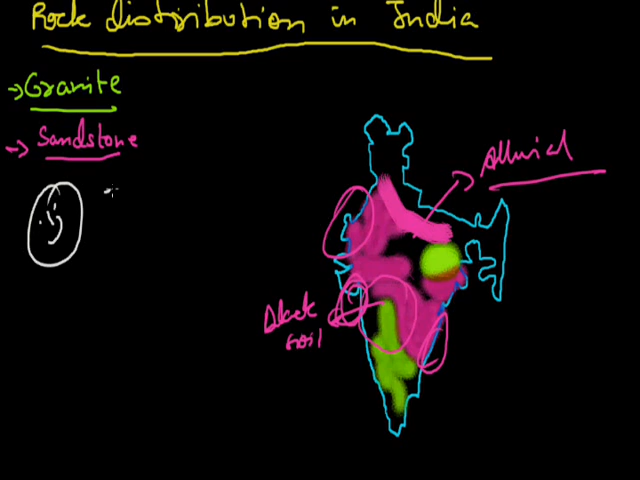 Rock distribution in India
→ Granite
→ Sandstone
Alluvial
Black
soil